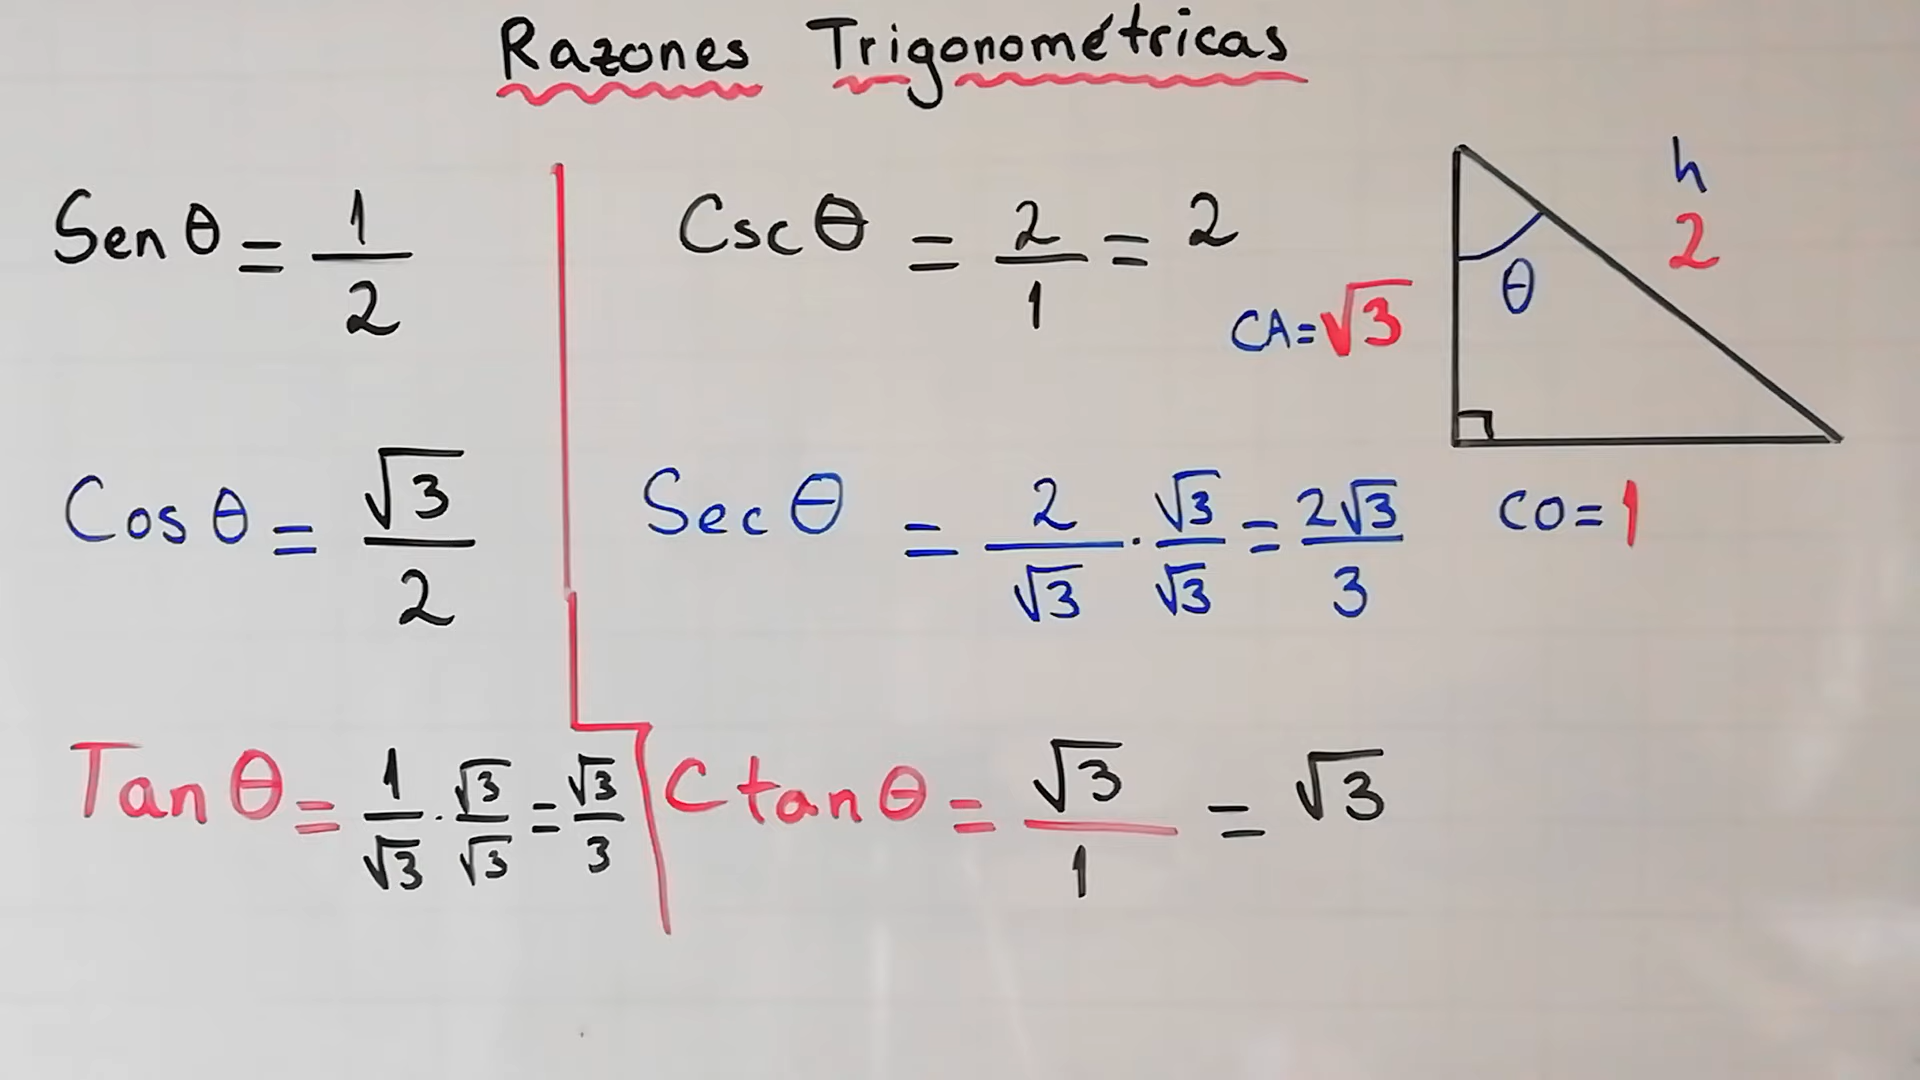 Razones Trigonométricas
Sen θ = 1/2
Csc θ = 2/1 = 2
h
2
θ
CA = √3
Cos θ = √3/2
Sec θ = 2/√3 · √3/√3 = 2√3/3
CO = 1
Tan θ = 1/√3 · √3/√3 = √3/3
Ctan θ = √3/1 = √3